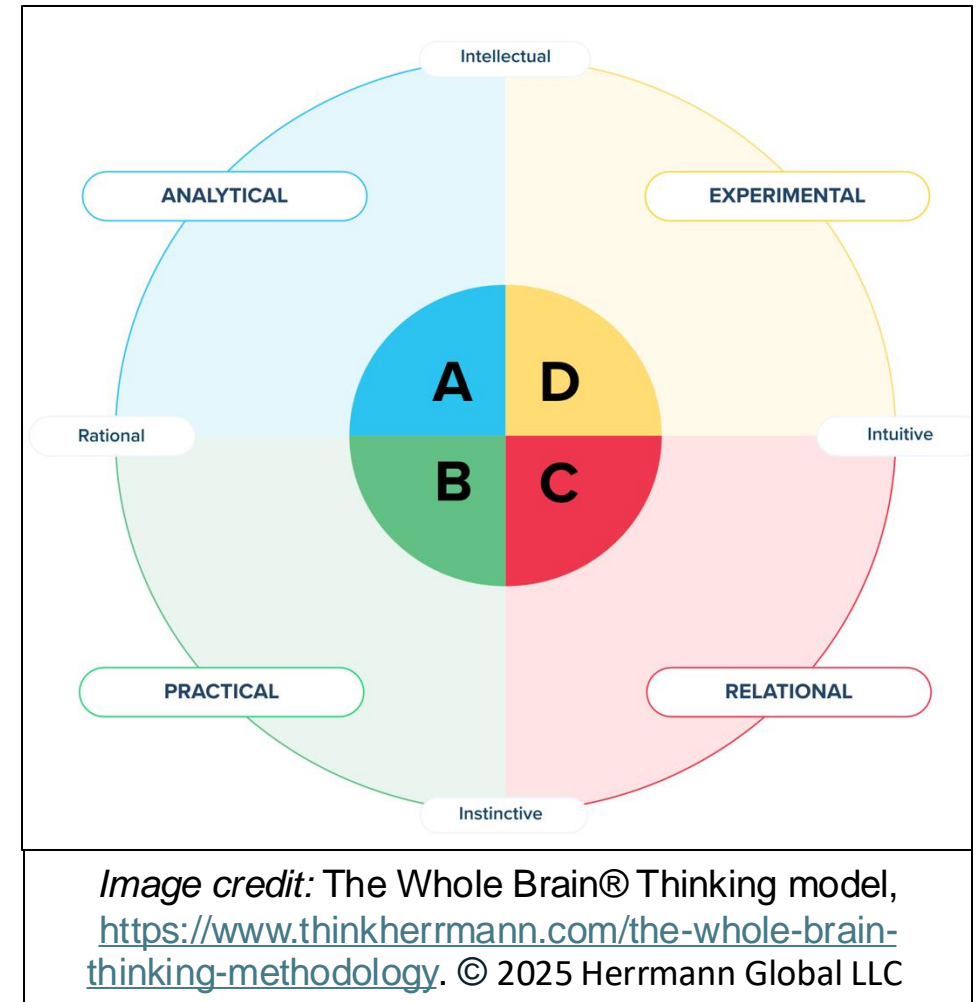 Intellectual
ANALYTICAL
EXPERIMENTAL
A
D
Rational
Intuitive
B
C
PRACTICAL
RELATIONAL
Instinctive
Image credit: The Whole Brain® Thinking model,
https://www.thinkherrmann.com/the-whole-brain-
thinking-methodology. © 2025 Herrmann Global LLC